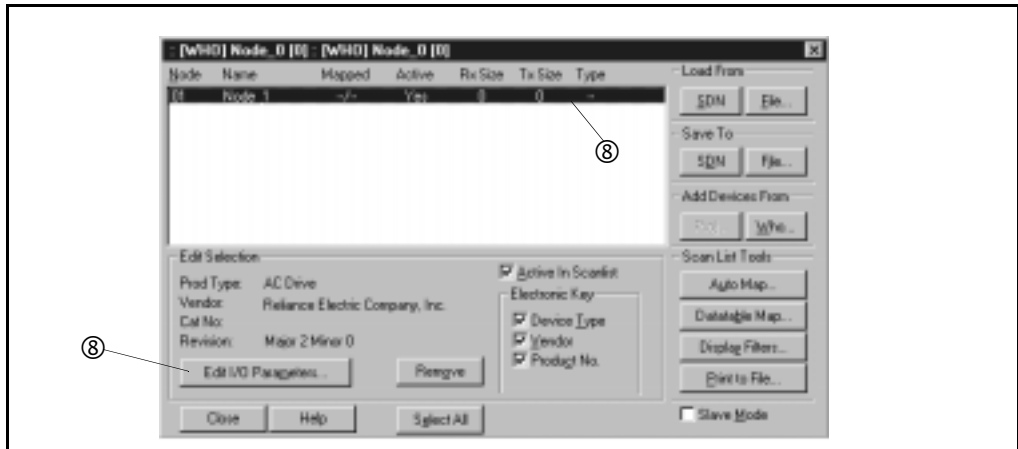 : [WHO] Node_0 [0] : [WHO] Node_0 [0]
Node Name Mapped Active Rx Size Tx Size Type
01 Node_1 -/- Yes 0 0 -
⑧
Load From
SDN File...
Save To
SDN File...
Add Devices From
Who...
Edit Selection
Prod Type: AC Drive
Vendor: Reliance Electric Company, Inc.
Cat No:
Revision: Major 2 Minor 0
⑧
Edit I/O Parameters... Remove
Active In Scanlist
Electronic Key
Device Type
Vendor
Product No.
Scan List Tools
Auto Map...
Datatable Map...
Display Filters...
Print to File...
Slave Mode
Close Help Select All